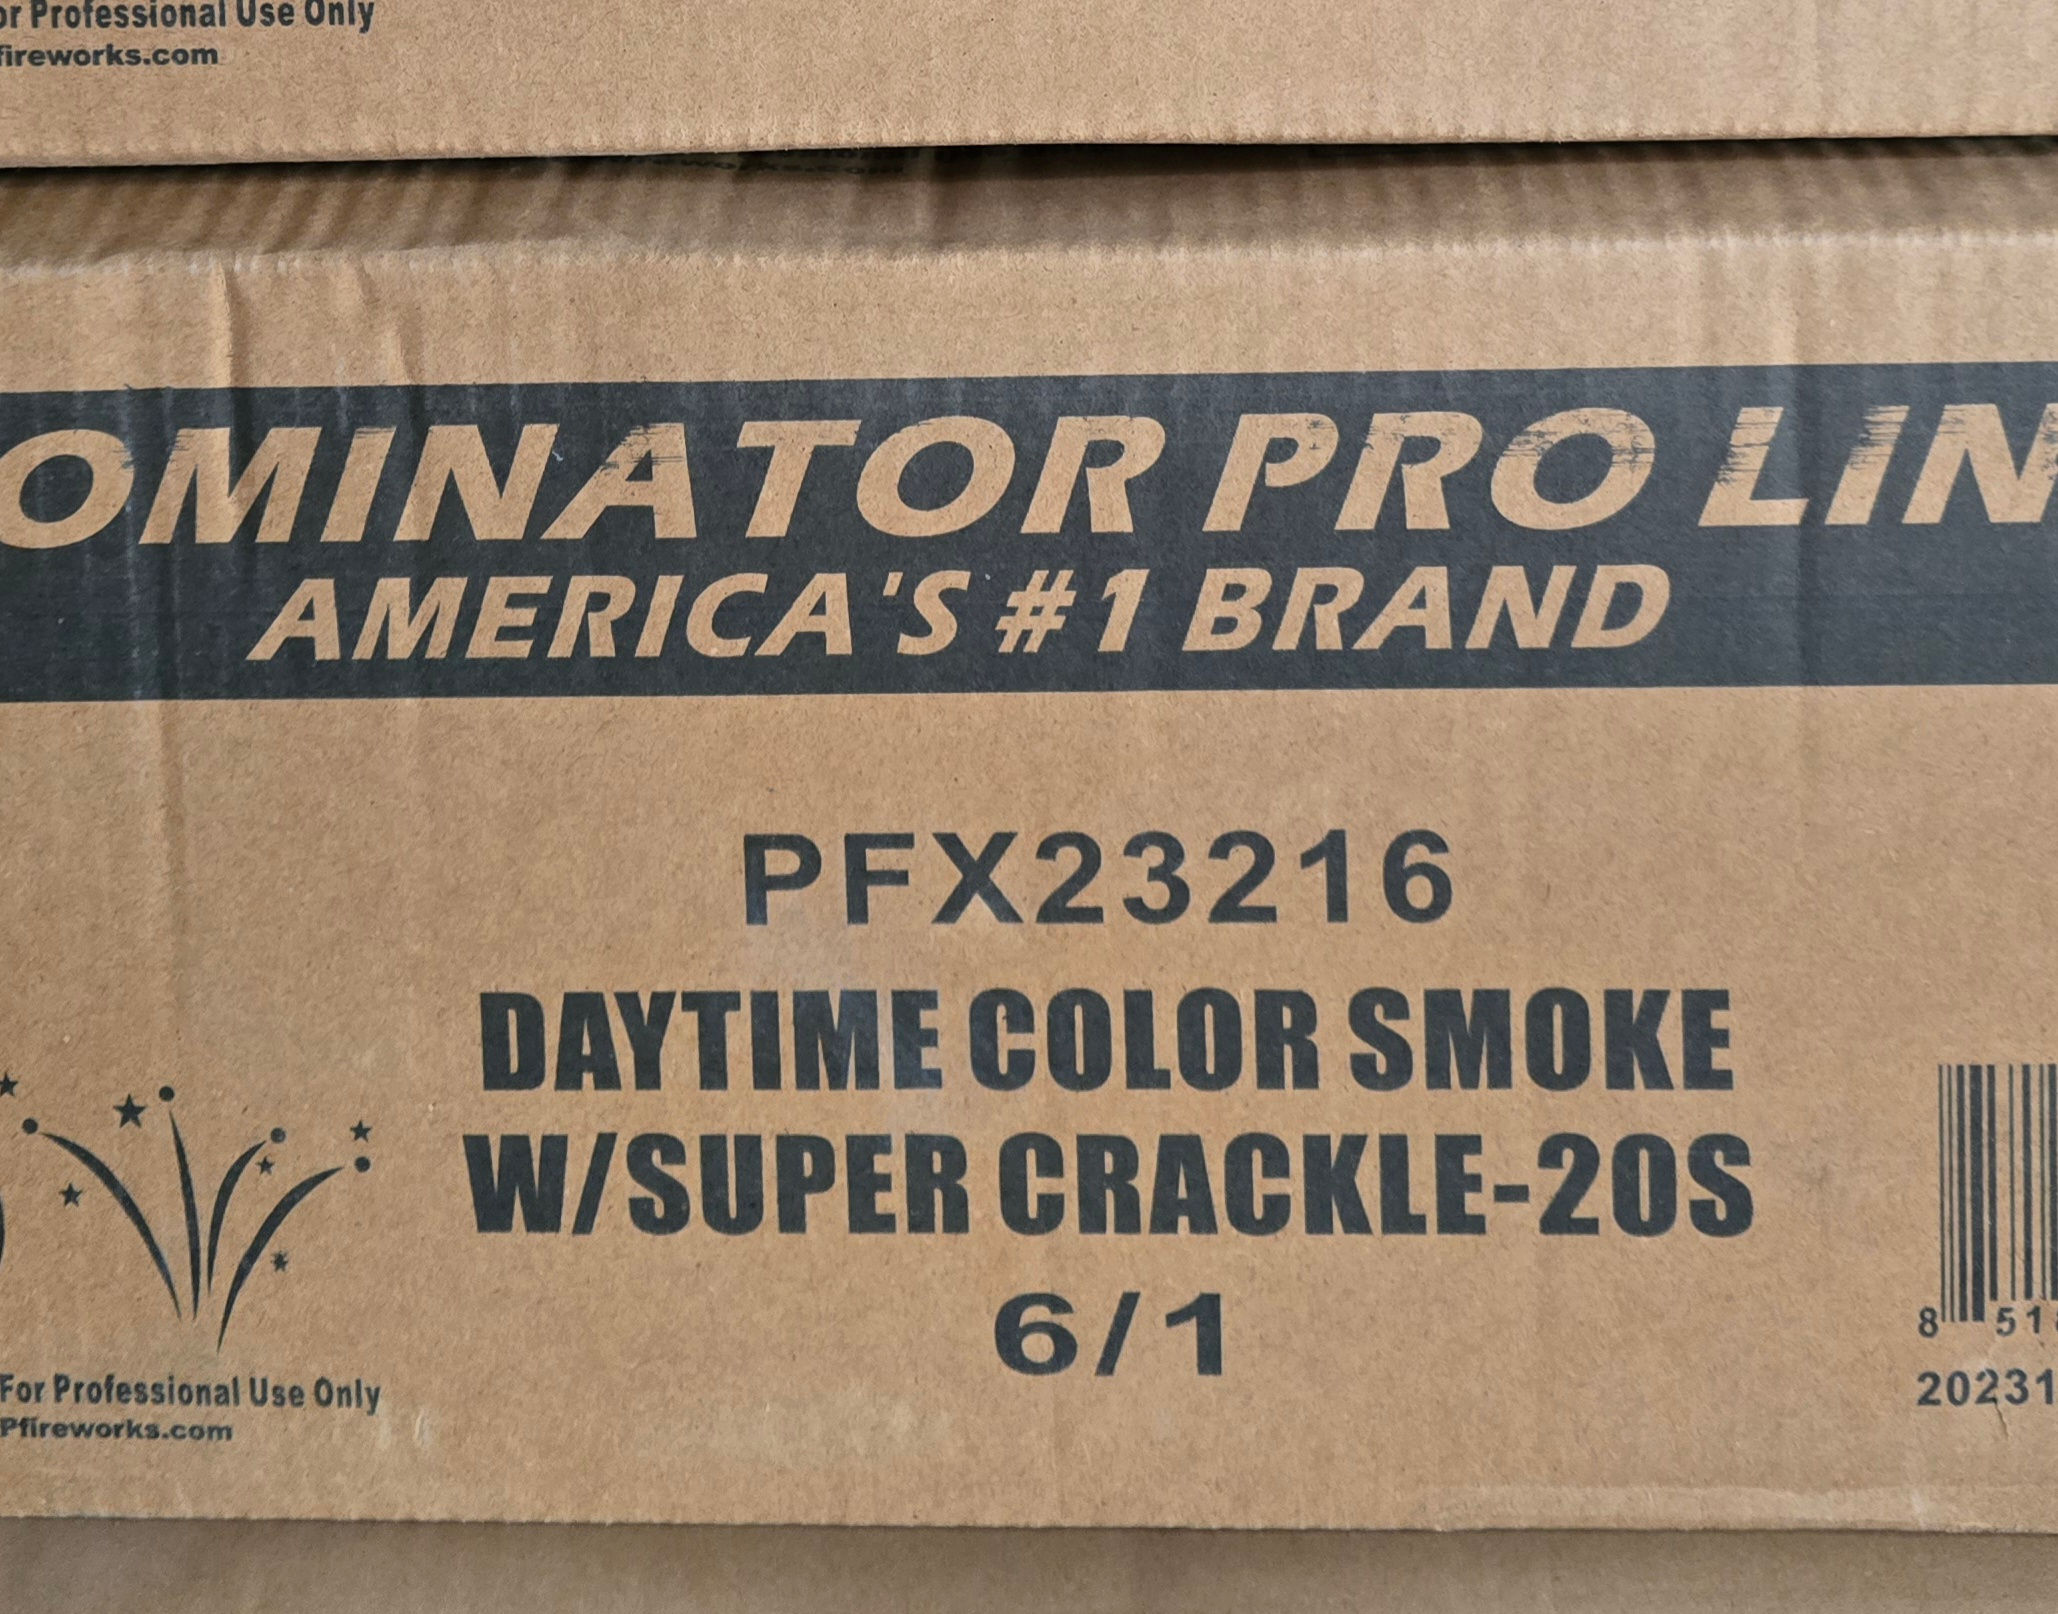 or Professional Use Only
fireworks.com
OMINATOR PRO LIN
AMERICA'S #1 BRAND
PFX23216
DAYTIME COLOR SMOKE
W/SUPER CRACKLE-20S
6/1
For Professional Use Only
Pfireworks.com
8 51
20231